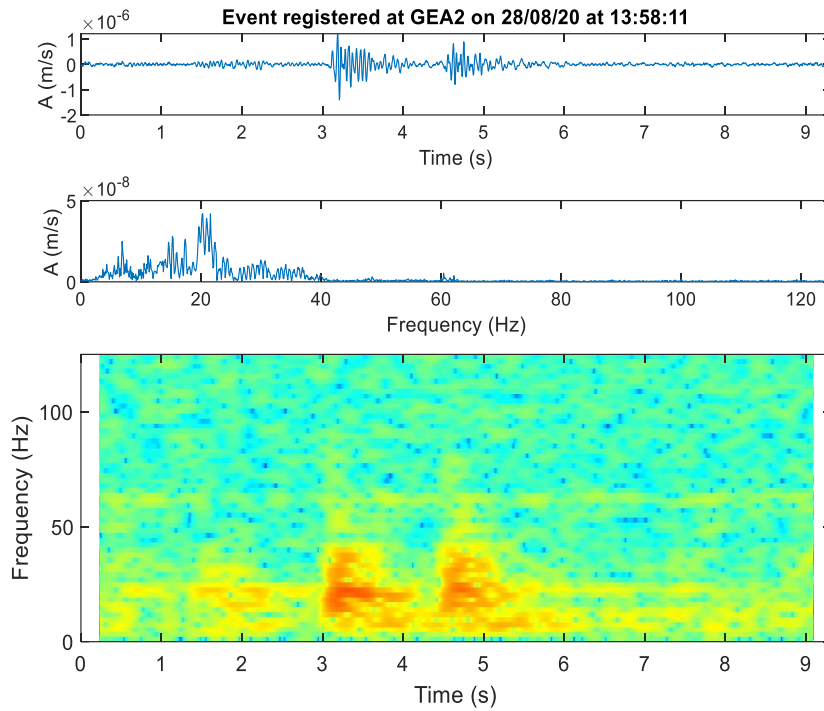 Event registered at GEA2 on 28/08/20 at 13:58:11
×10^-6
A (m/s)
1
0
-1
-2
0 1 2 3 4 5 6 7 8 9
Time (s)
×10^-8
A (m/s)
5
0
0 20 40 60 80 100 120
Frequency (Hz)
Frequency (Hz)
100
50
0
0 1 2 3 4 5 6 7 8 9
Time (s)